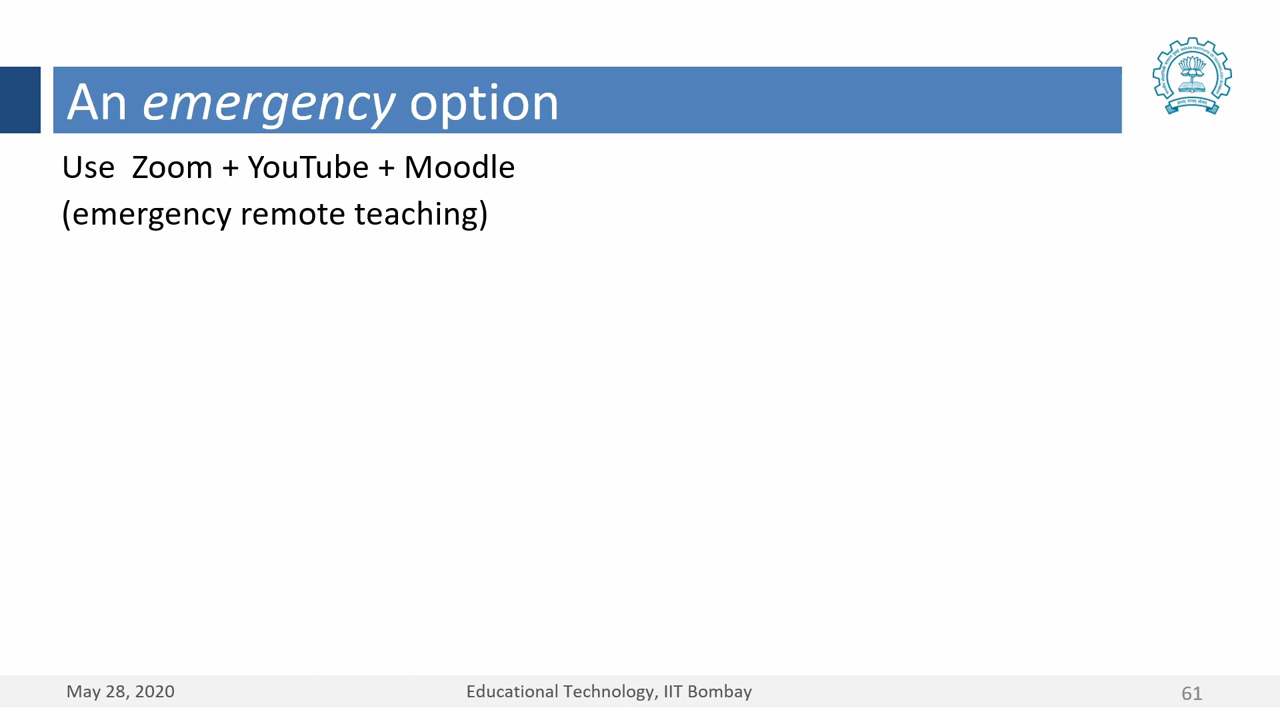 An emergency option
Use Zoom + YouTube + Moodle
(emergency remote teaching)
May 28, 2020
Educational Technology, IIT Bombay
61